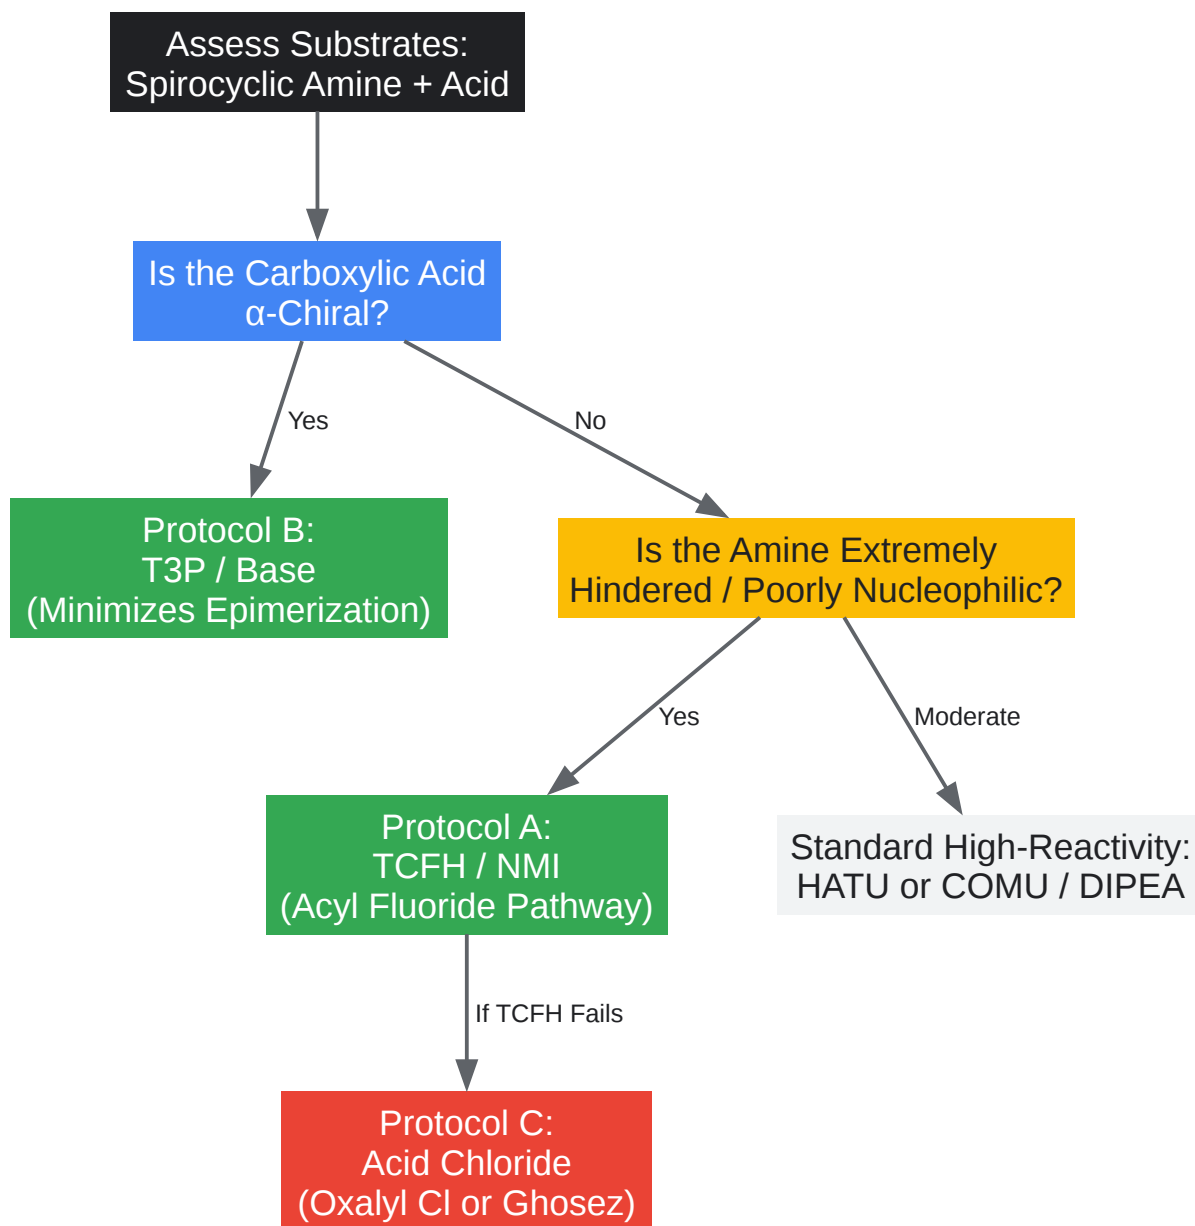 Assess Substrates:
Spirocyclic Amine + Acid
Is the Carboxylic Acid
α-Chiral?
Yes
No
Protocol B:
T3P / Base
(Minimizes Epimerization)
Is the Amine Extremely
Hindered / Poorly Nucleophilic?
Yes
Moderate
Protocol A:
TCFH / NMI
(Acyl Fluoride Pathway)
Standard High-Reactivity:
HATU or COMU / DIPEA
If TCFH Fails
Protocol C:
Acid Chloride
(Oxalyl Cl or Ghosez)